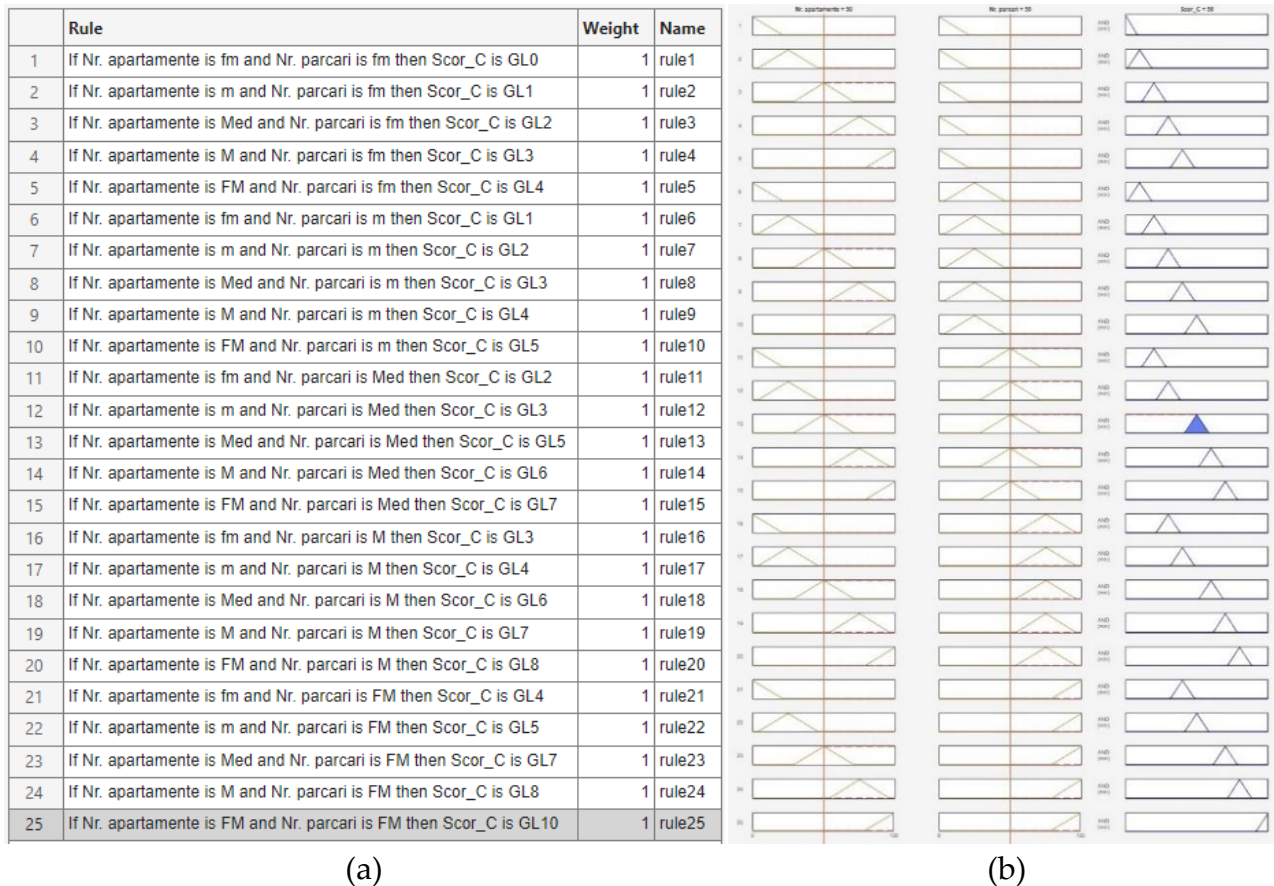 Rule Weight Name
1 If Nr. apartamente is fm and Nr. parcari is fm then Scor_C is GL0 1 rule1
2 If Nr. apartamente is m and Nr. parcari is fm then Scor_C is GL1 1 rule2
3 If Nr. apartamente is Med and Nr. parcari is fm then Scor_C is GL2 1 rule3
4 If Nr. apartamente is M and Nr. parcari is fm then Scor_C is GL3 1 rule4
5 If Nr. apartamente is FM and Nr. parcari is fm then Scor_C is GL4 1 rule5
6 If Nr. apartamente is fm and Nr. parcari is m then Scor_C is GL1 1 rule6
7 If Nr. apartamente is m and Nr. parcari is m then Scor_C is GL2 1 rule7
8 If Nr. apartamente is Med and Nr. parcari is m then Scor_C is GL3 1 rule8
9 If Nr. apartamente is M and Nr. parcari is m then Scor_C is GL4 1 rule9
10 If Nr. apartamente is FM and Nr. parcari is m then Scor_C is GL5 1 rule10
11 If Nr. apartamente is fm and Nr. parcari is Med then Scor_C is GL2 1 rule11
12 If Nr. apartamente is m and Nr. parcari is Med then Scor_C is GL3 1 rule12
13 If Nr. apartamente is Med and Nr. parcari is Med then Scor_C is GL5 1 rule13
14 If Nr. apartamente is M and Nr. parcari is Med then Scor_C is GL6 1 rule14
15 If Nr. apartamente is FM and Nr. parcari is Med then Scor_C is GL7 1 rule15
16 If Nr. apartamente is fm and Nr. parcari is M then Scor_C is GL3 1 rule16
17 If Nr. apartamente is m and Nr. parcari is M then Scor_C is GL4 1 rule17
18 If Nr. apartamente is Med and Nr. parcari is M then Scor_C is GL6 1 rule18
19 If Nr. apartamente is M and Nr. parcari is M then Scor_C is GL7 1 rule19
20 If Nr. apartamente is FM and Nr. parcari is M then Scor_C is GL8 1 rule20
21 If Nr. apartamente is fm and Nr. parcari is FM then Scor_C is GL4 1 rule21
22 If Nr. apartamente is m and Nr. parcari is FM then Scor_C is GL5 1 rule22
23 If Nr. apartamente is Med and Nr. parcari is FM then Scor_C is GL7 1 rule23
24 If Nr. apartamente is M and Nr. parcari is FM then Scor_C is GL8 1 rule24
25 If Nr. apartamente is FM and Nr. parcari is FM then Scor_C is GL10 1 rule25
(a)
Nr. parcari = 50 Scor_C = 50
(b)